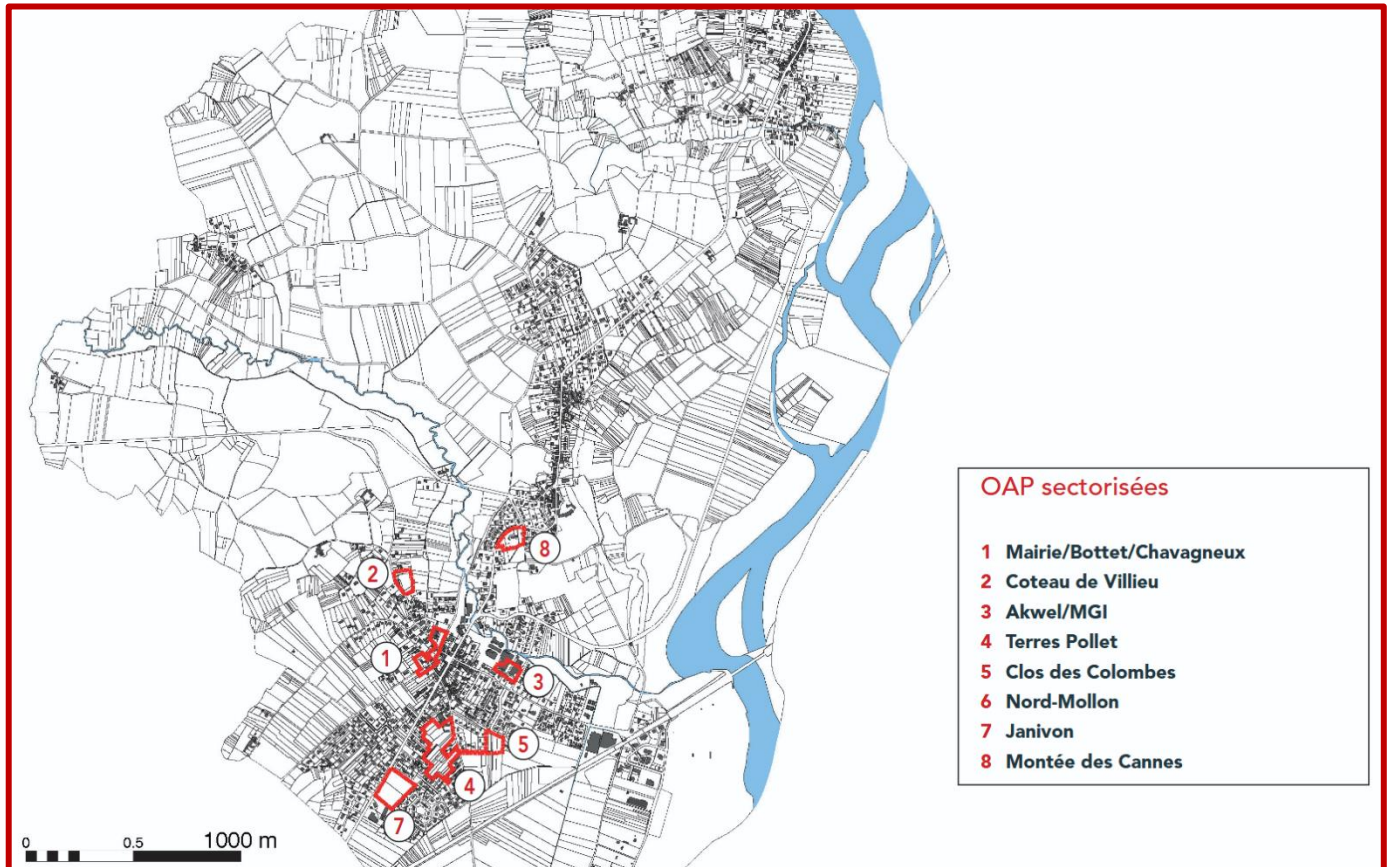 8
2
1
3
5
4
7
0 0.5 1000 m
OAP sectorisées
1 Mairie/Bottet/Chavagneux
2 Coteau de Villieu
3 Akwel/MGI
4 Terres Pollet
5 Clos des Colombes
6 Nord-Mollon
7 Janivon
8 Montée des Cannes